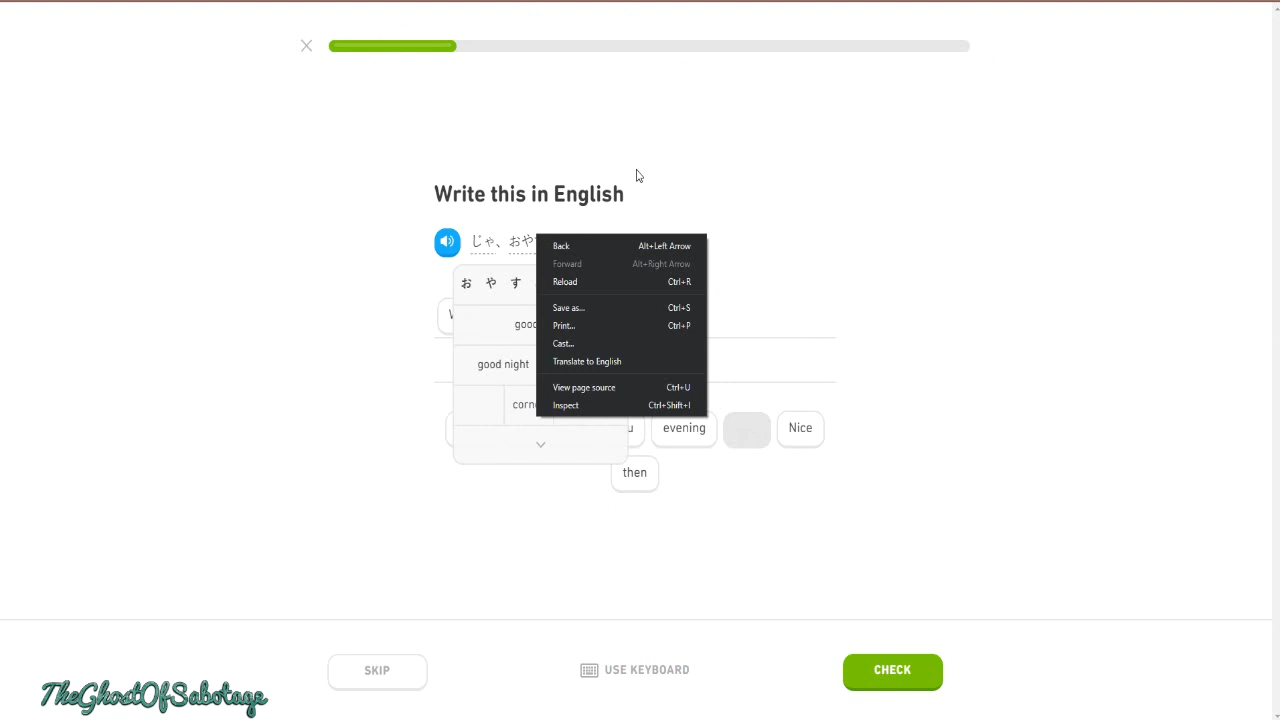 Write this in English
じゃ、おや
Back Alt+Left Arrow
Forward Alt+Right Arrow
Reload Ctrl+R
Save as... Ctrl+S
Print... Ctrl+P
Cast...
Translate to English
View page source Ctrl+U
Inspect Ctrl+Shift+I
お や す
good
good night
corn
u evening Nice
then
SKIP
USE KEYBOARD
CHECK
TheGhostOfSabotage